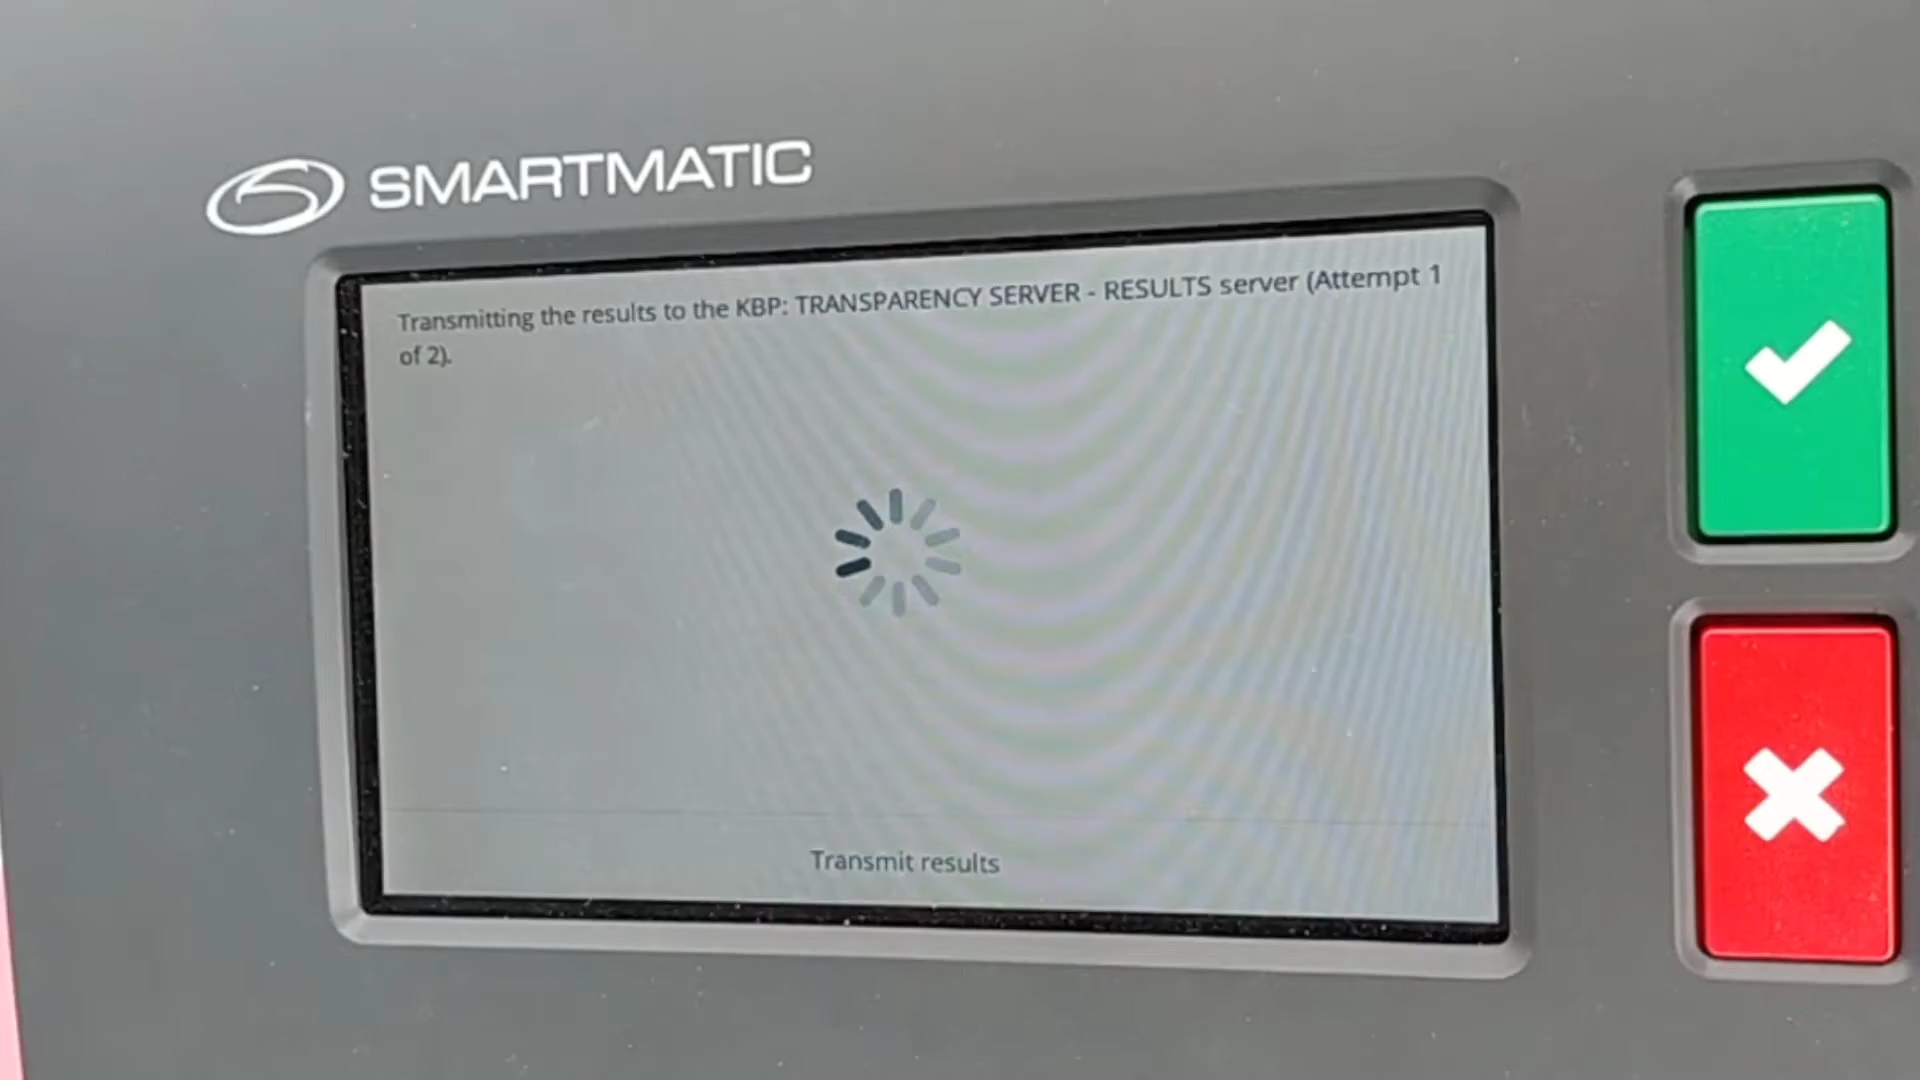 SMARTMATIC
Transmitting the results to the KBP: TRANSPARENCY SERVER - RESULTS server (Attempt 1
of 2).
Transmit results